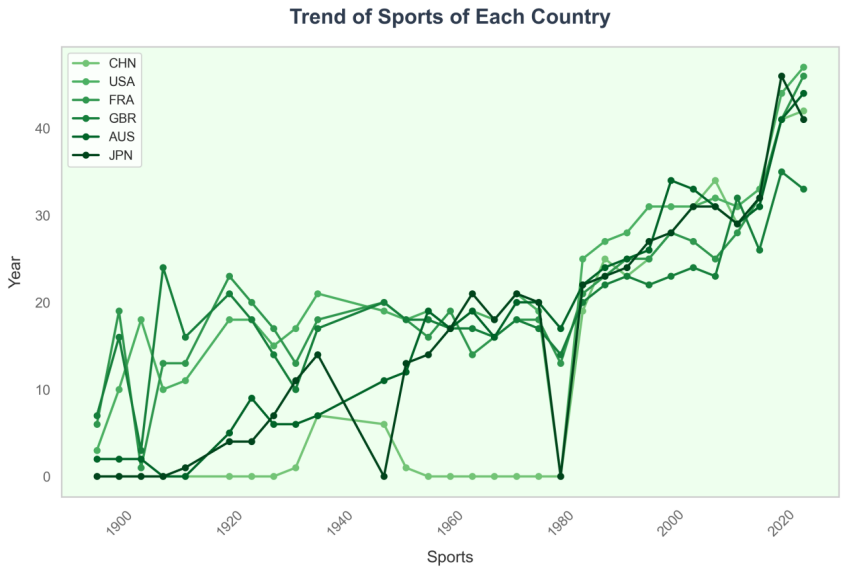 Trend of Sports of Each Country
CHN
USA
FRA
GBR
AUS
JPN
Year
40
30
20
10
0
1900
1920
1940
1960
1980
2000
2020
Sports